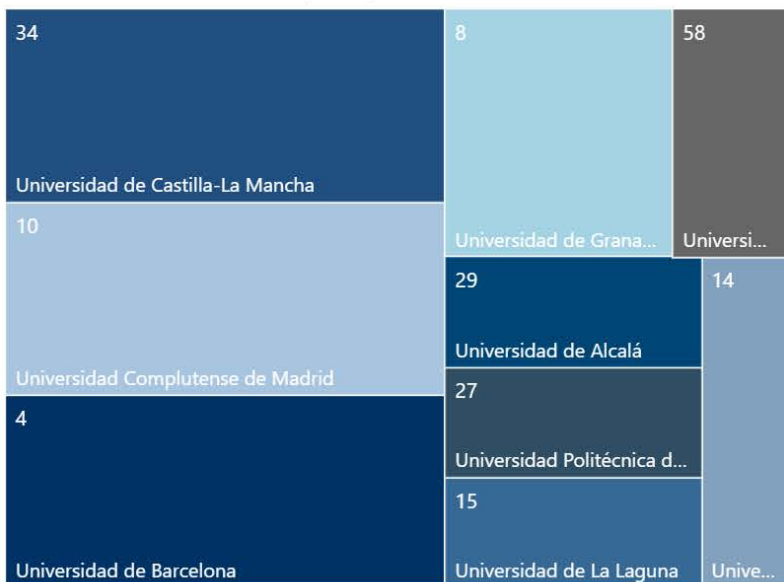 34
Universidad de Castilla-La Mancha
10
Universidad Complutense de Madrid
4
Universidad de Barcelona
8
Universidad de Grana...
58
Universi...
29
Universidad de Alcalá
27
Universidad Politécnica d...
15
Universidad de La Laguna
14
Unive...